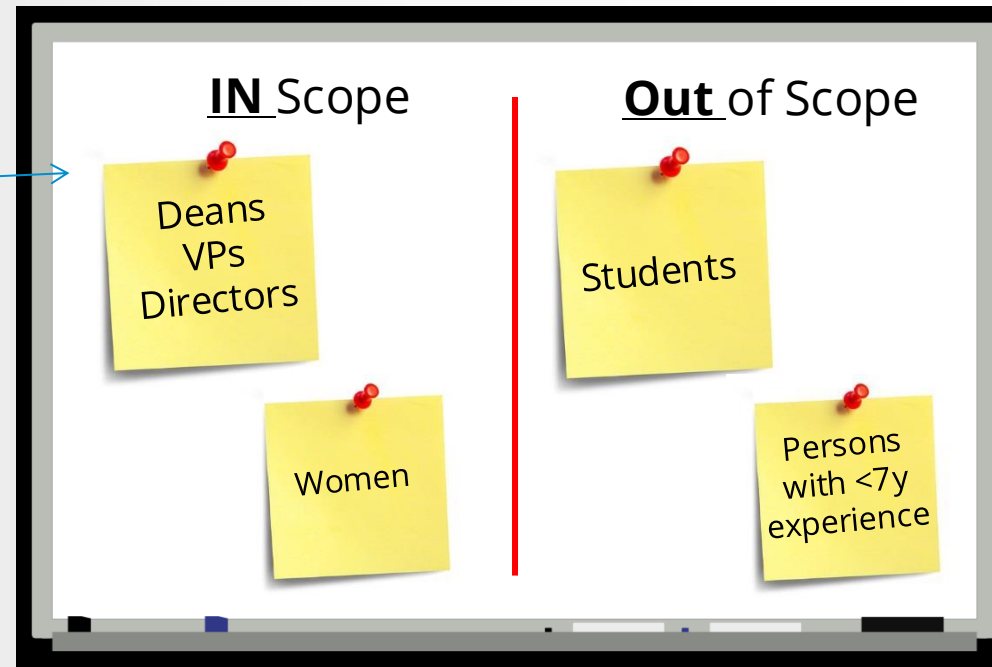 IN Scope
Deans
VPs
Directors
Women
Out of Scope
Students
Persons
with <7y
experience